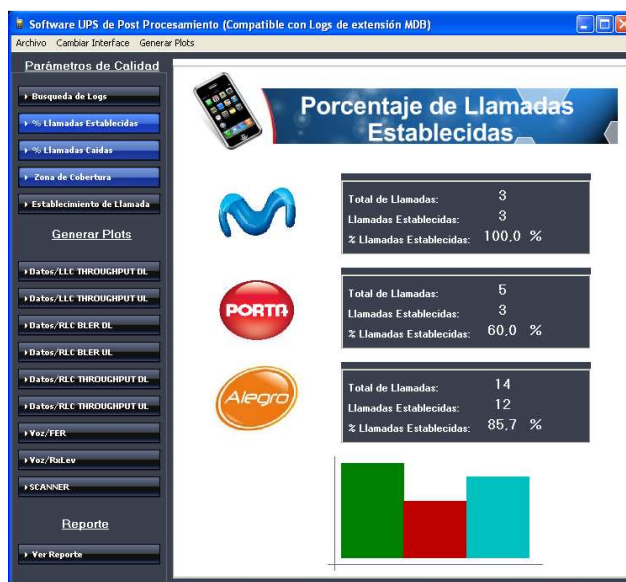 Software UPS de Post Procesamiento (Compatible con Logs de extensión MDB)
Archivo Cambiar Interface Generar Plots
Parámetros de Calidad
Busqueda de Logs
% Llamadas Establecidas
% Llamadas Caidas
Zona de Cobertura
Establecimiento de Llamada
Generar Plots
Datos/LLC THROUGHPUT DL
Datos/LLC THROUGHPUT UL
Datos/RLC BLER DL
Datos/RLC BLER UL
Datos/RLC THROUGHPUT DL
Datos/RLC THROUGHPUT UL
Voz/FER
Voz/RxLev
SCANNER
Reporte
Ver Reporte
Porcentaje de Llamadas
Establecidas
Total de Llamadas: 3
Llamadas Establecidas: 3
% Llamadas Establecidas: 100,0 %
PORTA
Total de Llamadas: 5
Llamadas Establecidas: 3
% Llamadas Establecidas: 60,0 %
Alegro
Total de Llamadas: 14
Llamadas Establecidas: 12
% Llamadas Establecidas: 85,7 %